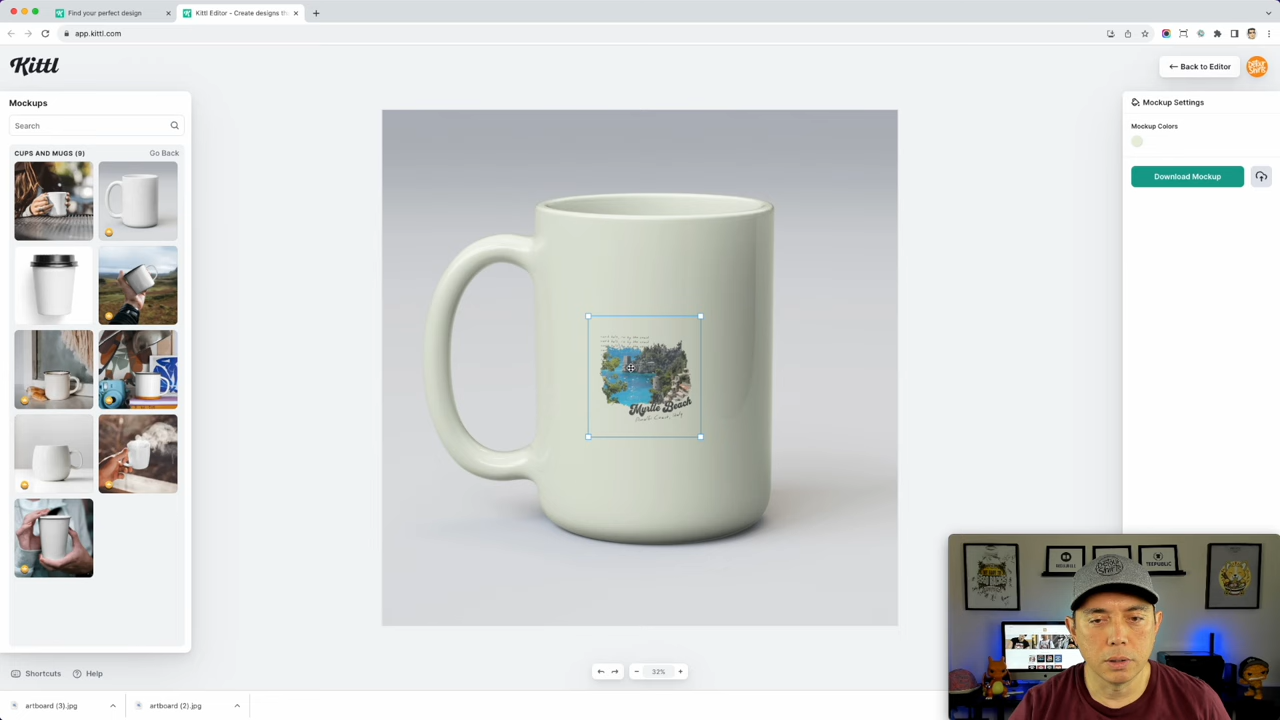 Find your perfect design
Kittl Editor - Create designs th
app.kittl.com
Kittl
← Back to Editor
Mockups
Search
CUPS AND MUGS (9)
Go Back
Mockup Settings
Mockup Colors
Download Mockup
Myrtle Beach
32%
Shortcuts
Help
artboard (3).jpg
artboard (2).jpg
TEEPUBLIC